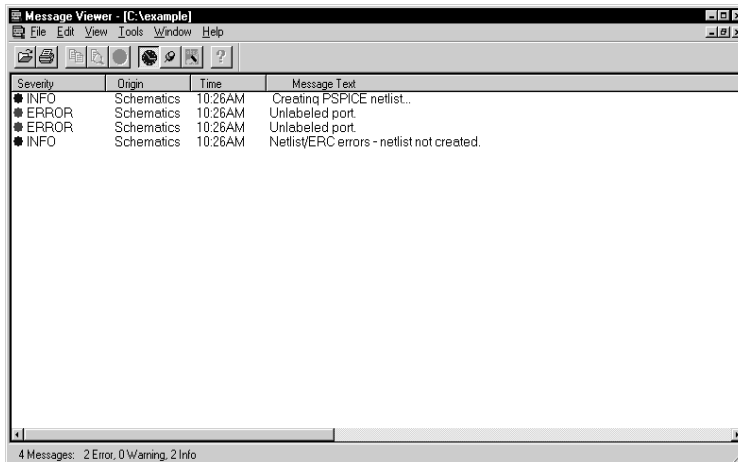 Message Viewer - [C:\example]
File Edit View Tools Window Help
Severity Origin Time Message Text
INFO Schematics 10:26AM Creating PSPICE netlist...
ERROR Schematics 10:26AM Unlabeled port.
ERROR Schematics 10:26AM Unlabeled port.
INFO Schematics 10:26AM Netlist/ERC errors - netlist not created.
4 Messages: 2 Error, 0 Warning, 2 Info